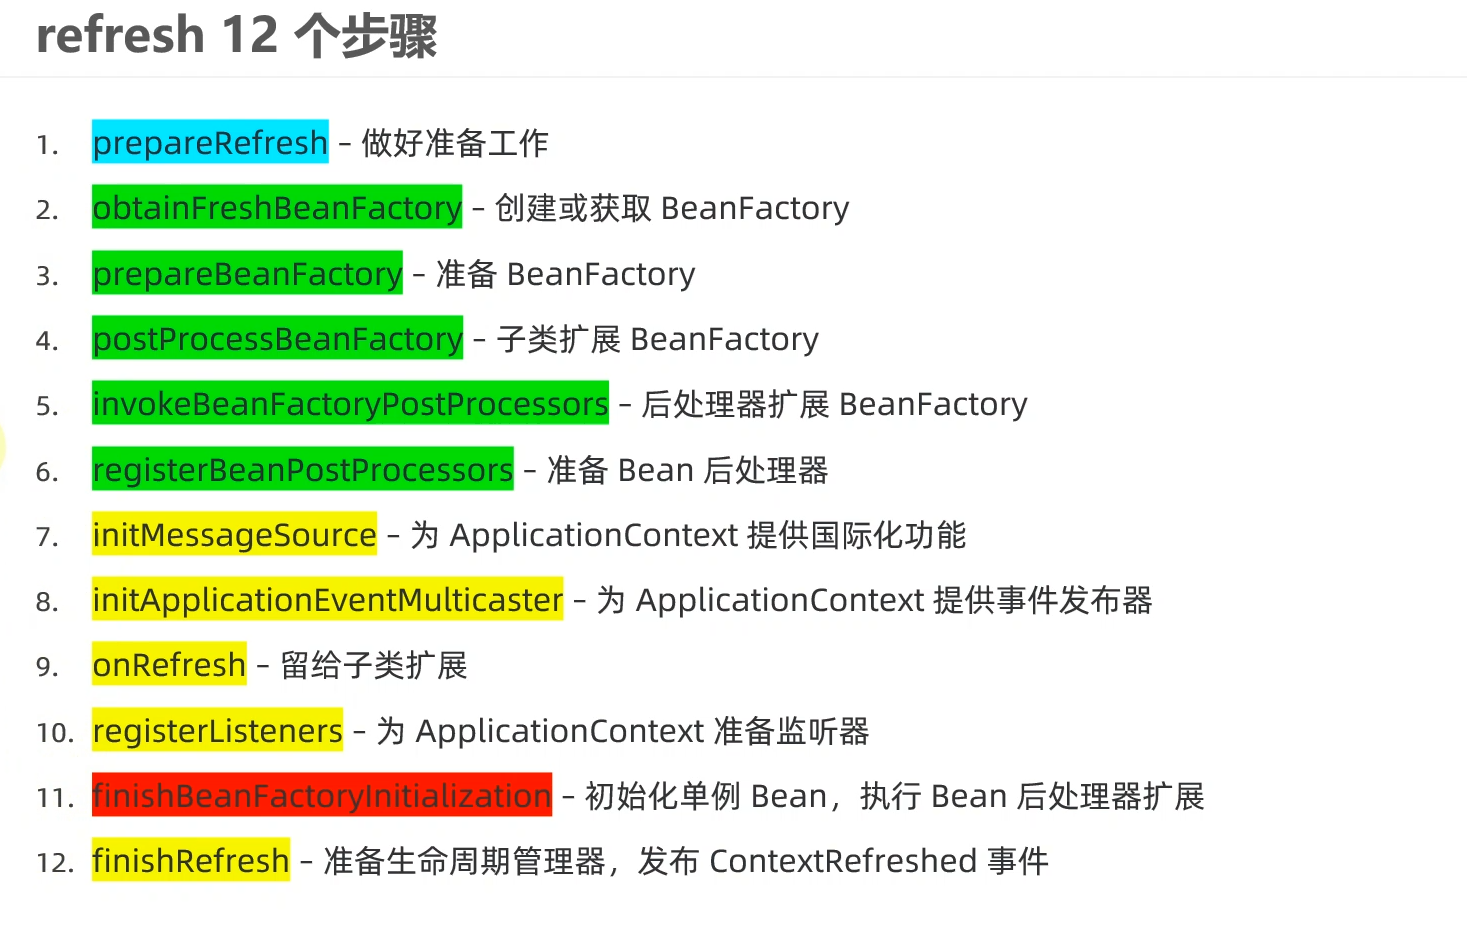 refresh 12 个步骤
1. prepareRefresh – 做好准备工作
2. obtainFreshBeanFactory – 创建或获取 BeanFactory
3. prepareBeanFactory – 准备 BeanFactory
4. postProcessBeanFactory – 子类扩展 BeanFactory
5. invokeBeanFactoryPostProcessors – 后处理器扩展 BeanFactory
6. registerBeanPostProcessors – 准备 Bean 后处理器
7. initMessageSource – 为 ApplicationContext 提供国际化功能
8. initApplicationEventMulticaster – 为 ApplicationContext 提供事件发布器
9. onRefresh – 留给子类扩展
10. registerListeners – 为 ApplicationContext 准备监听器
11. finishBeanFactoryInitialization – 初始化单例 Bean，执行 Bean 后处理器扩展
12. finishRefresh – 准备生命周期管理器，发布 ContextRefreshed 事件